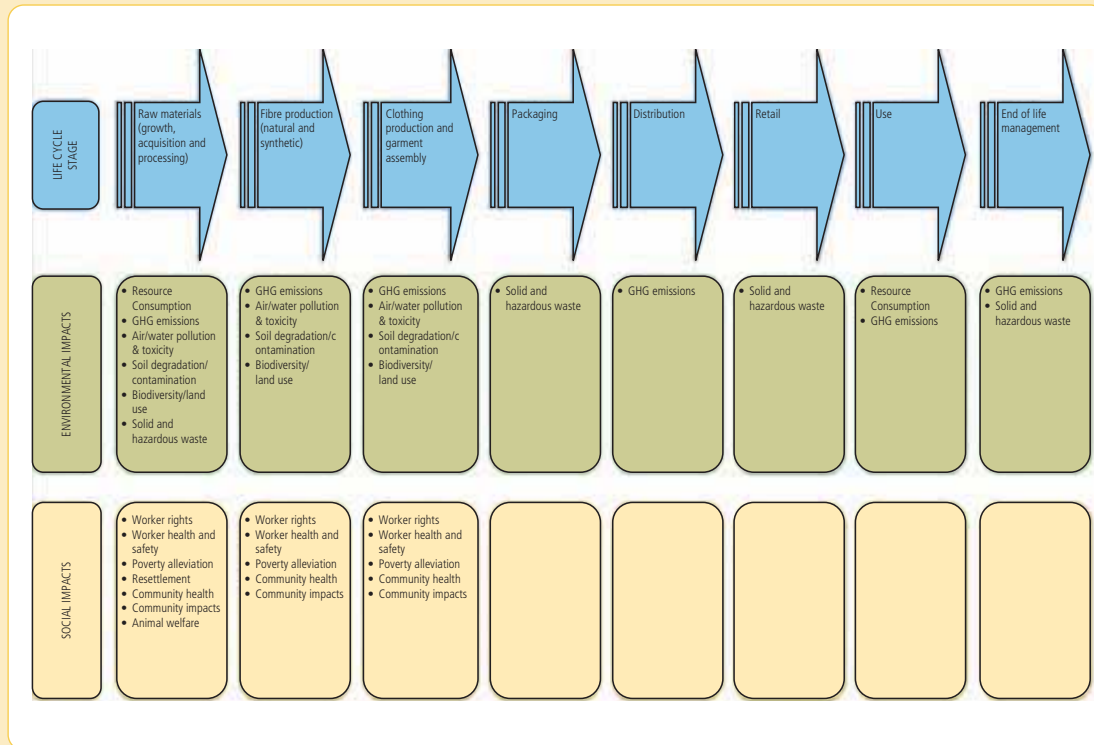 LIFE CYCLE
STAGE
Raw materials
(growth,
acquisition and
processing)
Fibre production
(natural and
synthetic)
Clothing
production and
garment
assembly
Packaging
Distribution
Retail
Use
End of life
management
ENVIRONMENTAL IMPACTS
• Resource
Consumption
• GHG emissions
• Air/water pollution
& toxicity
• Soil degradation/
contamination
• Biodiversity/land
use
• Solid and
hazardous waste
• GHG emissions
• Air/water pollution
& toxicity
• Soil degradation/c
ontamination
• Biodiversity/
land use
• GHG emissions
• Air/water pollution
& toxicity
• Soil degradation/c
ontamination
• Biodiversity/
land use
• Solid and
hazardous waste
• GHG emissions
• Solid and
hazardous waste
• Resource
Consumption
• GHG emissions
• GHG emissions
• Solid and
hazardous waste
SOCIAL IMPACTS
• Worker rights
• Worker health and
safety
• Poverty alleviation
• Resettlement
• Community health
• Community impacts
• Animal welfare
• Worker rights
• Worker health and
safety
• Poverty alleviation
• Community health
• Community impacts
• Worker rights
• Worker health and
safety
• Poverty alleviation
• Community health
• Community impacts